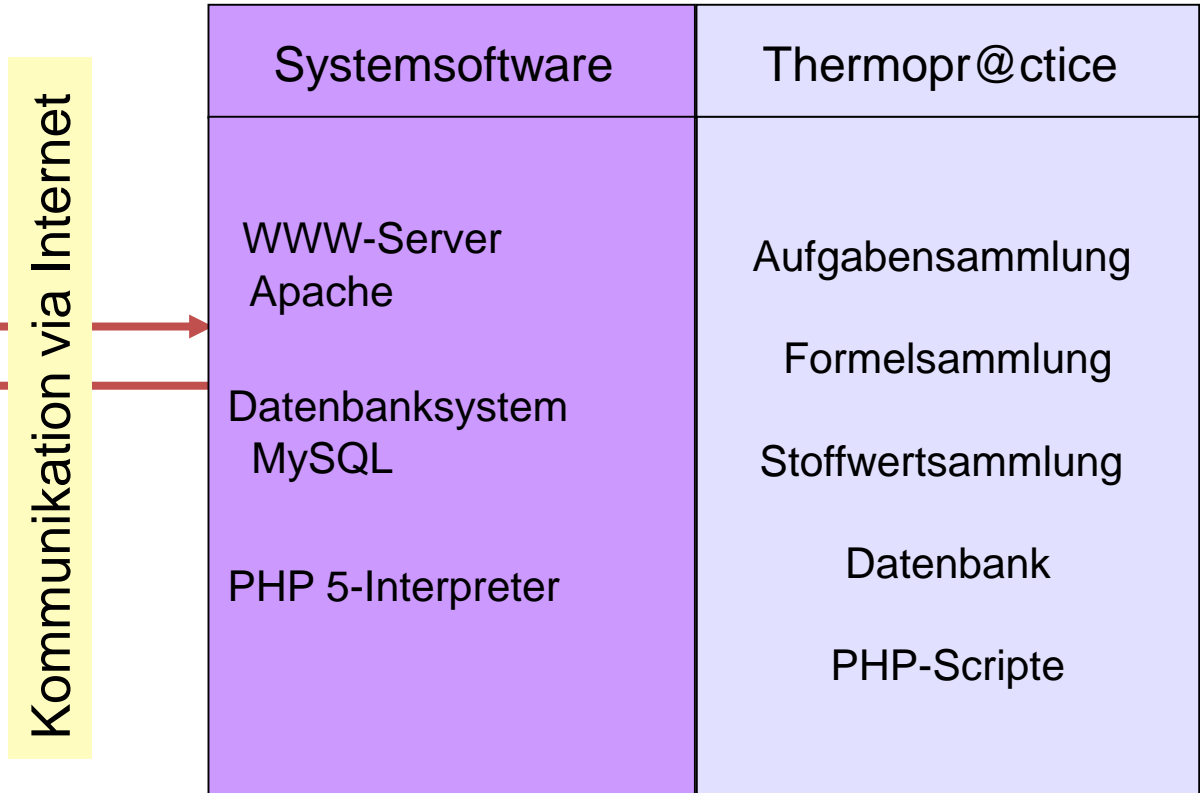 Kommunikation via Internet
Systemsoftware
WWW-Server
Apache
Datenbanksystem
MySQL
PHP 5-Interpreter
Thermopr@ctice
Aufgabensammlung
Formelsammlung
Stoffwertsammlung
Datenbank
PHP-Scripte